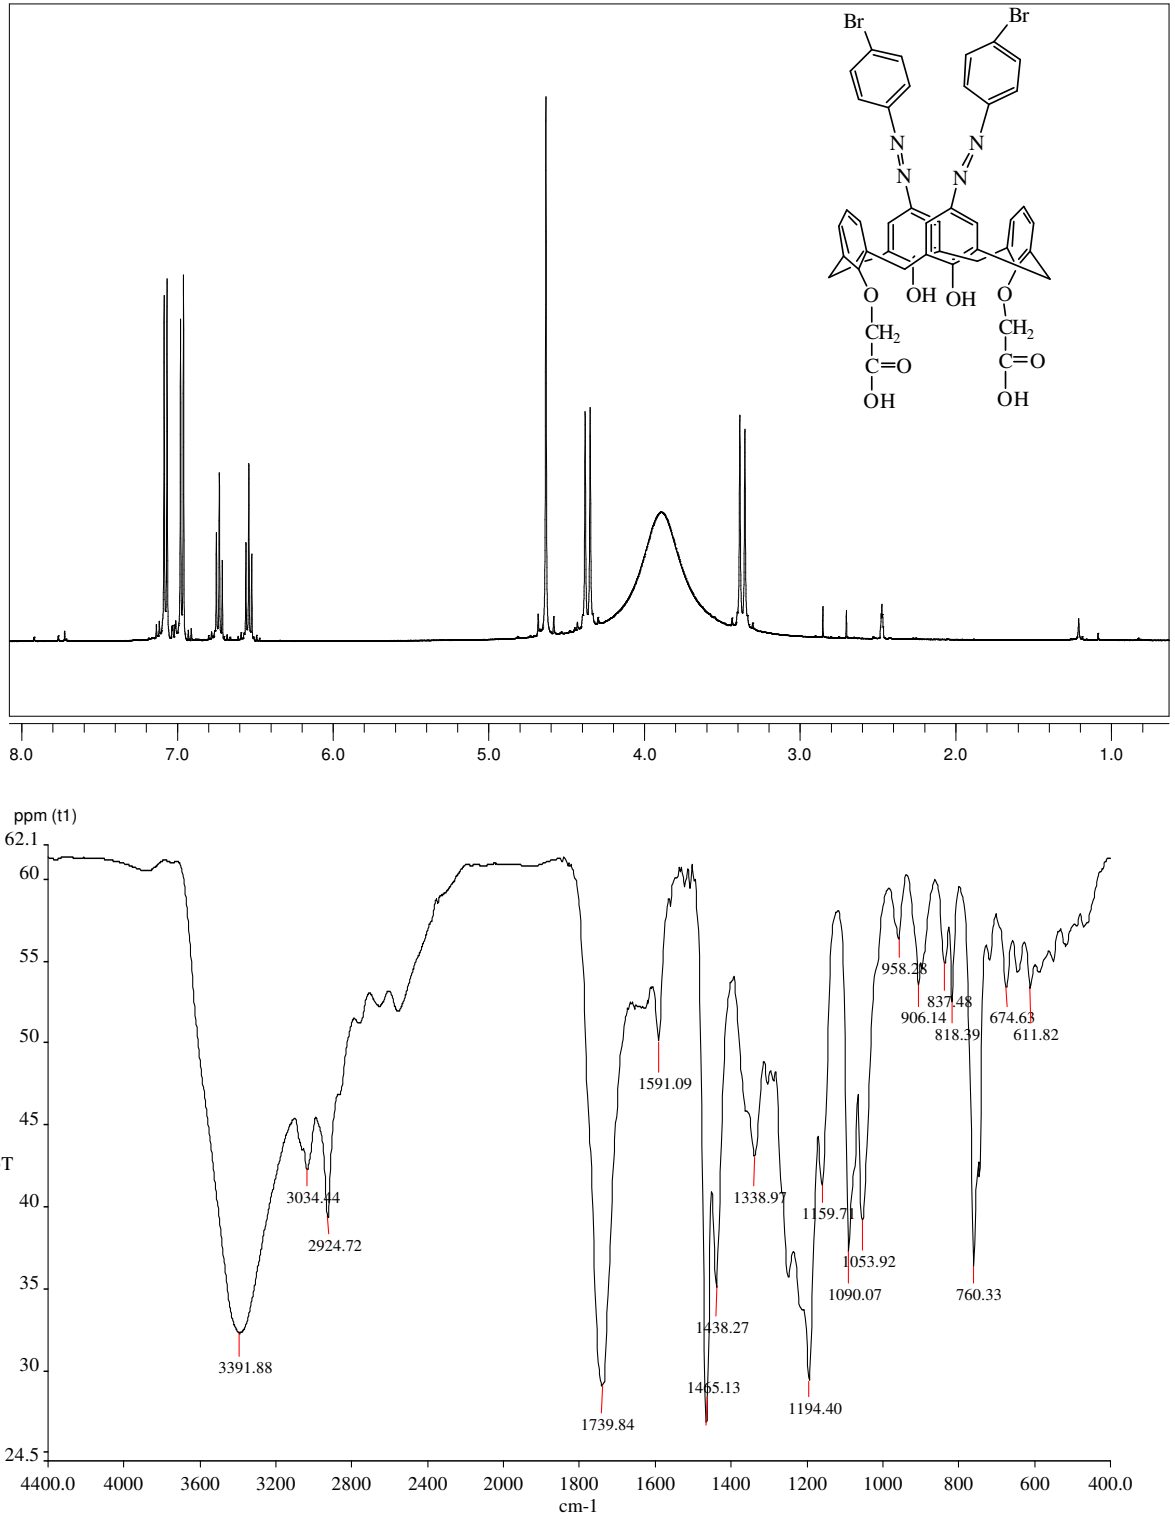 Br
Br
N
N
N
N
O
OH
OH
O
CH2
CH2
C=O
C=O
OH
OH
8.0 7.0 6.0 5.0 4.0 3.0 2.0 1.0
ppm (t1)
62.1
60
55
50
45
T
40
35
30
24.5
3391.88
3034.44
2924.72
1739.84
1591.09
1465.13
1438.27
1338.97
1194.40
1159.71
1090.07
1053.92
958.28
906.14
837.48
818.39
760.33
674.63
611.82
4400.0 4000 3600 3200 2800 2400 2000 1800 1600 1400 1200 1000 800 600 400.0
cm-1